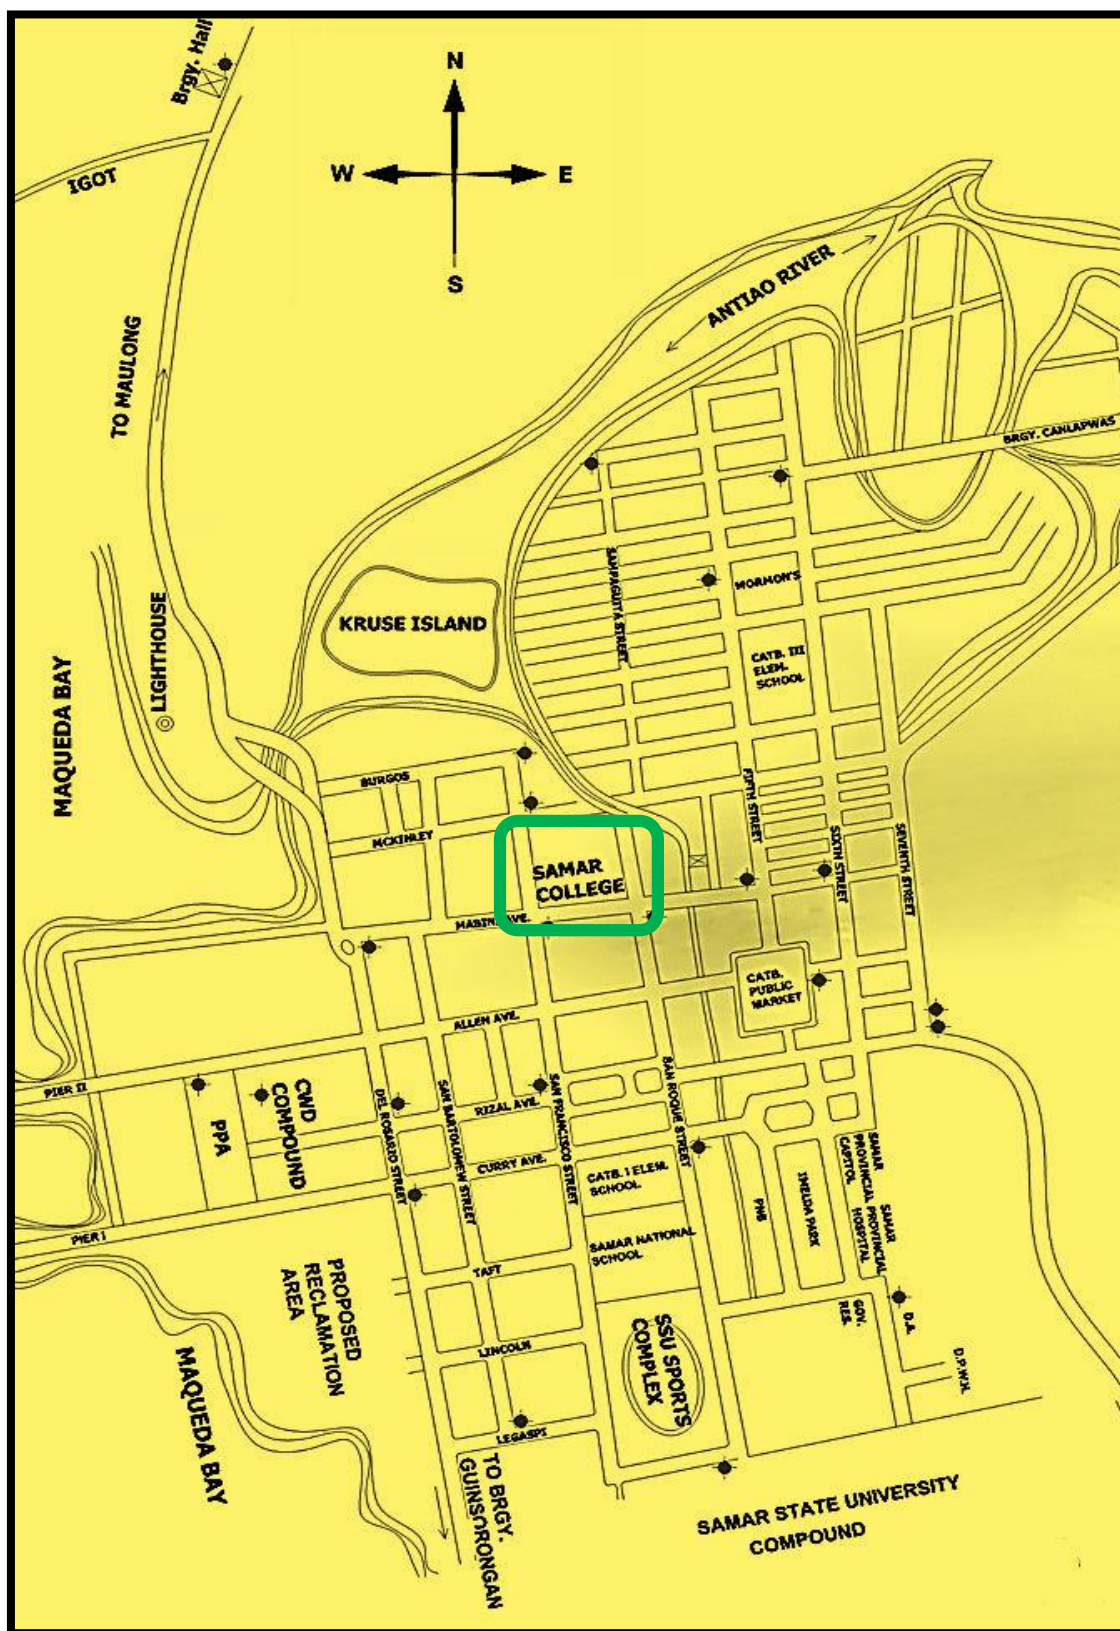 Brgy. Hall
N
W
E
S
IGOT
TO MAULONG
ANTIAO RIVER
BRGY. CANLAPWAS
LIGHTHOUSE
MAQUEDA BAY
KRUSE ISLAND
SAMPAGUITA STREET
MORMON'S
CATB. III
ELEM.
SCHOOL
BURGOS
MCKINLEY
FIFTH STREET
SIXTH STREET
SEVENTH STREET
SAMAR
COLLEGE
MABINI AVE.
CATB.
PUBLIC
MARKET
ALLEN AVE.
PIER II
PPA
CWD
COMPOUND
DEL ROSARIO STREET
SAN BARTOLOMEW STREET
RIZAL AVE.
SAN FRANCISCO STREET
SAN ROQUE STREET
CURRY AVE.
CATB. I ELEM.
SCHOOL
SAMAR NATIONAL
SCHOOL
PNB
IMELDA PARK
SAMAR
PROVINCIAL
CAPITOL
SAMAR
PROVINCIAL
HOSPITAL
GOV.
RES.
D.A.
D.P.W.H.
PIER I
PROPOSED
RECLAMATION
AREA
TAFT
LINCOLN
LEGASPI
SSU SPORTS
COMPLEX
MAQUEDA BAY
TO BRGY.
GUINSORONGAN
SAMAR STATE UNIVERSITY
COMPOUND